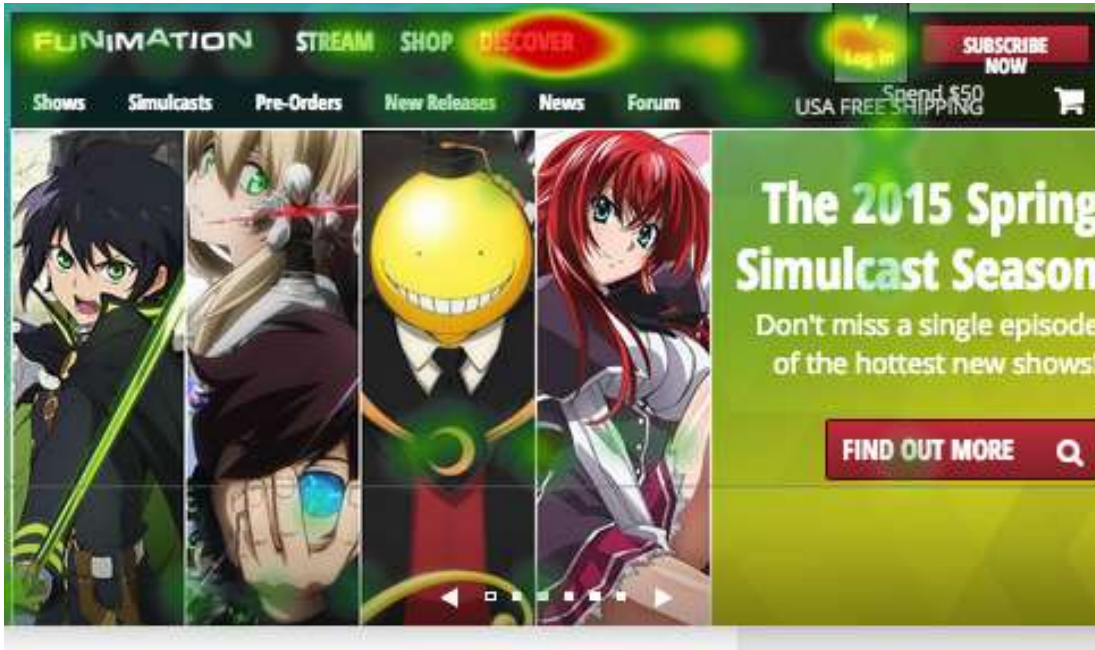 FUNIMATION STREAM SHOP DISCOVER
Log in
SUBSCRIBE
NOW
Shows Simulcasts Pre-Orders New Releases News Forum
Spend $50
USA FREE SHIPPING
The 2015 Spring
Simulcast Season
Don't miss a single episode
of the hottest new shows!
FIND OUT MORE